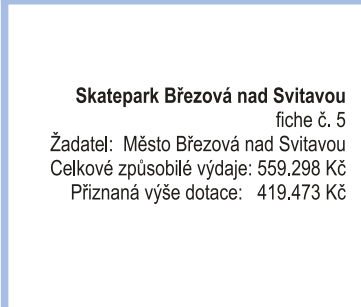 Skatepark Březová nad Svitavou
fiche č. 5
Žadatel: Město Březová nad Svitavou
Celkové způsobilé výdaje: 559.298 Kč
Přiznaná výše dotace: 419.473 Kč